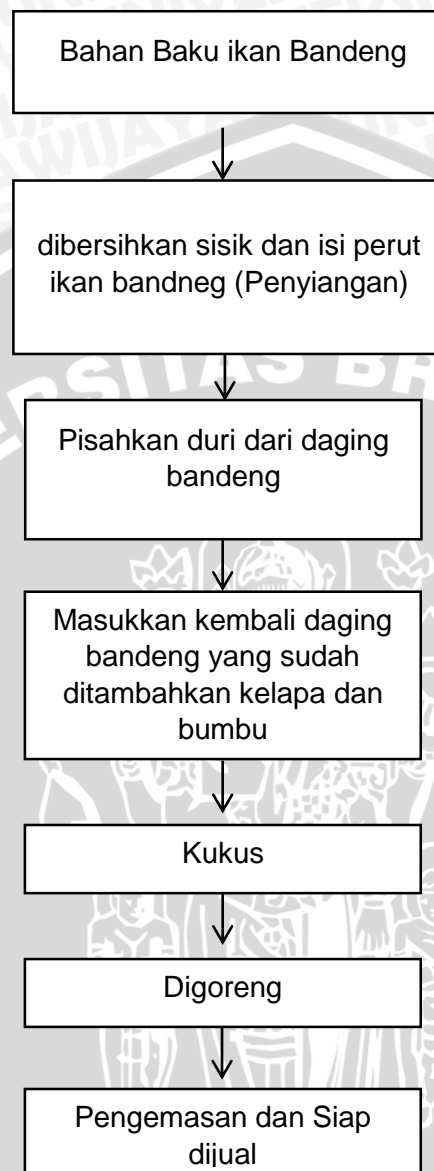 Bahan Baku ikan Bandeng
dibersihkan sisik dan isi perut
ikan bandneg (Penyiangan)
Pisahkan duri dari daging
bandeng
Masukkan kembali daging
bandeng yang sudah
ditambahkan kelapa dan
bumbu
Kukus
Digoreng
Pengemasan dan Siap
dijual